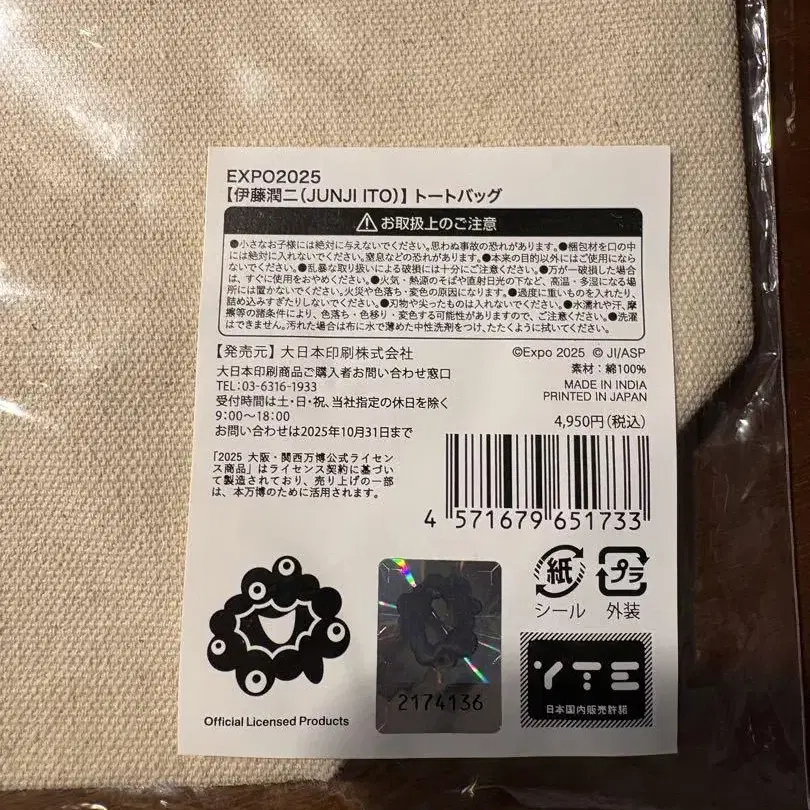 EXPO2025
【伊藤潤二(JUNJI ITO)】トートバッグ
お取扱上のご注意
●小さなお子様には絶対に与えないでください。思わぬ事故の恐れがあります。●梱包材を口の中
には絶対に入れないでください。窒息などの恐れがあります。●本来の目的以外にはご使用にな
らないでください。●乱暴な取り扱いによる破損には十分にご注意ください。●万が一破損した場合
は、すぐに使用をおやめください。●火気・熱源のそばや直射日光の下など、高温・多湿になる場
所には置かないでください。火災や色落ち・変色の原因になります。●過度に重いものを入れたり、
詰め込みすぎたりしないでください。●刃物や尖ったものは入れないでください。●水濡れや汗、摩
擦等の諸条件により、色落ち・色移り・変色する可能性がありますので、ご注意ください。●洗濯
はできません。汚れた場合は布に水で薄めた中性洗剤をつけ、たたくように拭いてください。
【発売元】大日本印刷株式会社
大日本印刷商品ご購入者お問い合わせ窓口
TEL:03-6316-1933
受付時間は土・日・祝、当社指定の休日を除く
9:00〜18:00
お問い合わせは2025年10月31日まで
©Expo 2025 © JI/ASP
素材:綿100%
MADE IN INDIA
PRINTED IN JAPAN
4,950円(税込)
「2025 大阪・関西万博公式ライセン
ス商品」はライセンス契約に基づい
て製造されており、売り上げの一部
は、本万博のために活用されます。
4 571679 651733
紙
シール
プラ
外装
Official Licensed Products
2174136
YTE
日本国内販売許諾